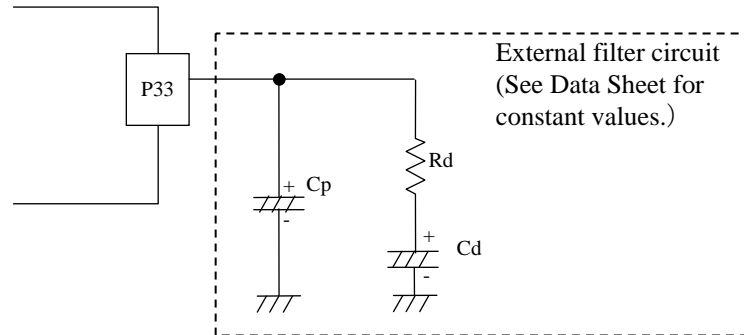 External filter circuit
(See Data Sheet for
constant values.）
P33
Rd
+ Cp
-
+
Cd
-